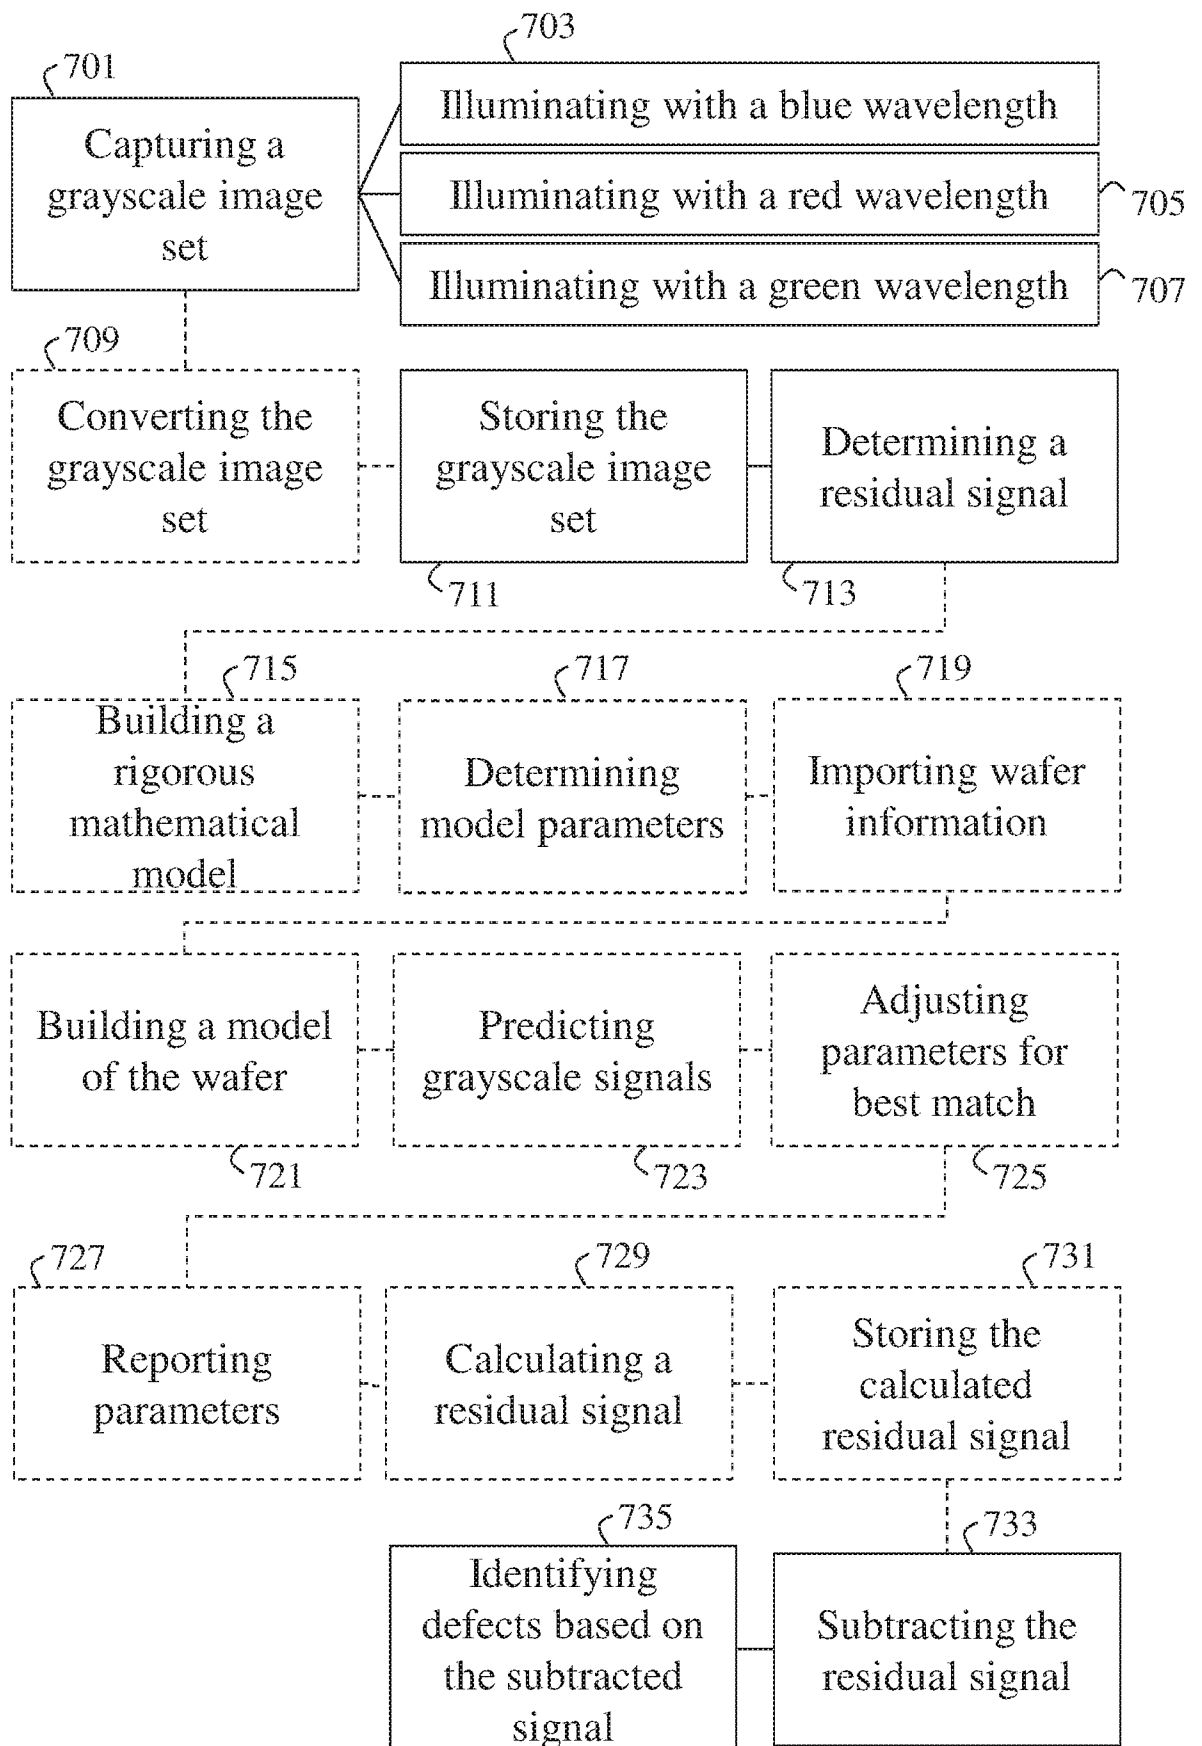 703
701
Illuminating with a blue wavelength
Capturing a
grayscale image
set
Illuminating with a red wavelength
705
Illuminating with a green wavelength
707
709
Converting the
grayscale image
set
Storing the
grayscale image
set
Determining a
residual signal
711
713
715
717
719
Building a
rigorous
mathematical
model
Determining
model parameters
Importing wafer
information
Building a model
of the wafer
Predicting
grayscale signals
Adjusting
parameters for
best match
721
723
725
727
729
731
Reporting
parameters
Calculating a
residual signal
Storing the
calculated
residual signal
735
733
Identifying
defects based on
the subtracted
signal
Subtracting the
residual signal